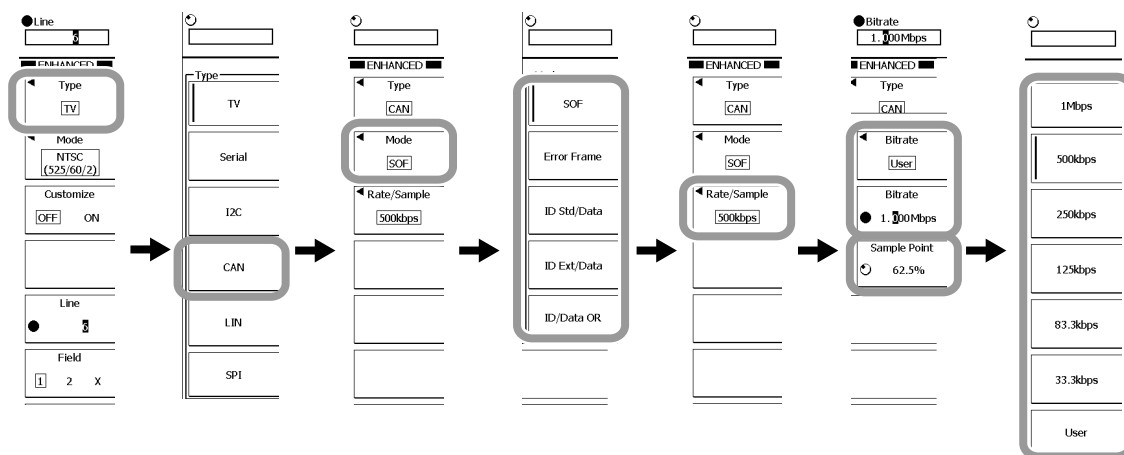 Line
6
ENHANCED
Type
TV
Mode
NTSC
(525/60/2)
Customize
OFF ON
Line
6
Field
1 2 X
Type
TV
Serial
I2C
CAN
LIN
SPI
ENHANCED
Type
CAN
Mode
SOF
Rate/Sample
500kbps
SOF
Error Frame
ID Std/Data
ID Ext/Data
ID/Data OR
ENHANCED
Type
CAN
Mode
SOF
Rate/Sample
500kbps
Bitrate
1.000Mbps
ENHANCED
Type
CAN
Bitrate
User
Bitrate
1.000Mbps
Sample Point
62.5%
1Mbps
500kbps
250kbps
125kbps
83.3kbps
33.3kbps
User